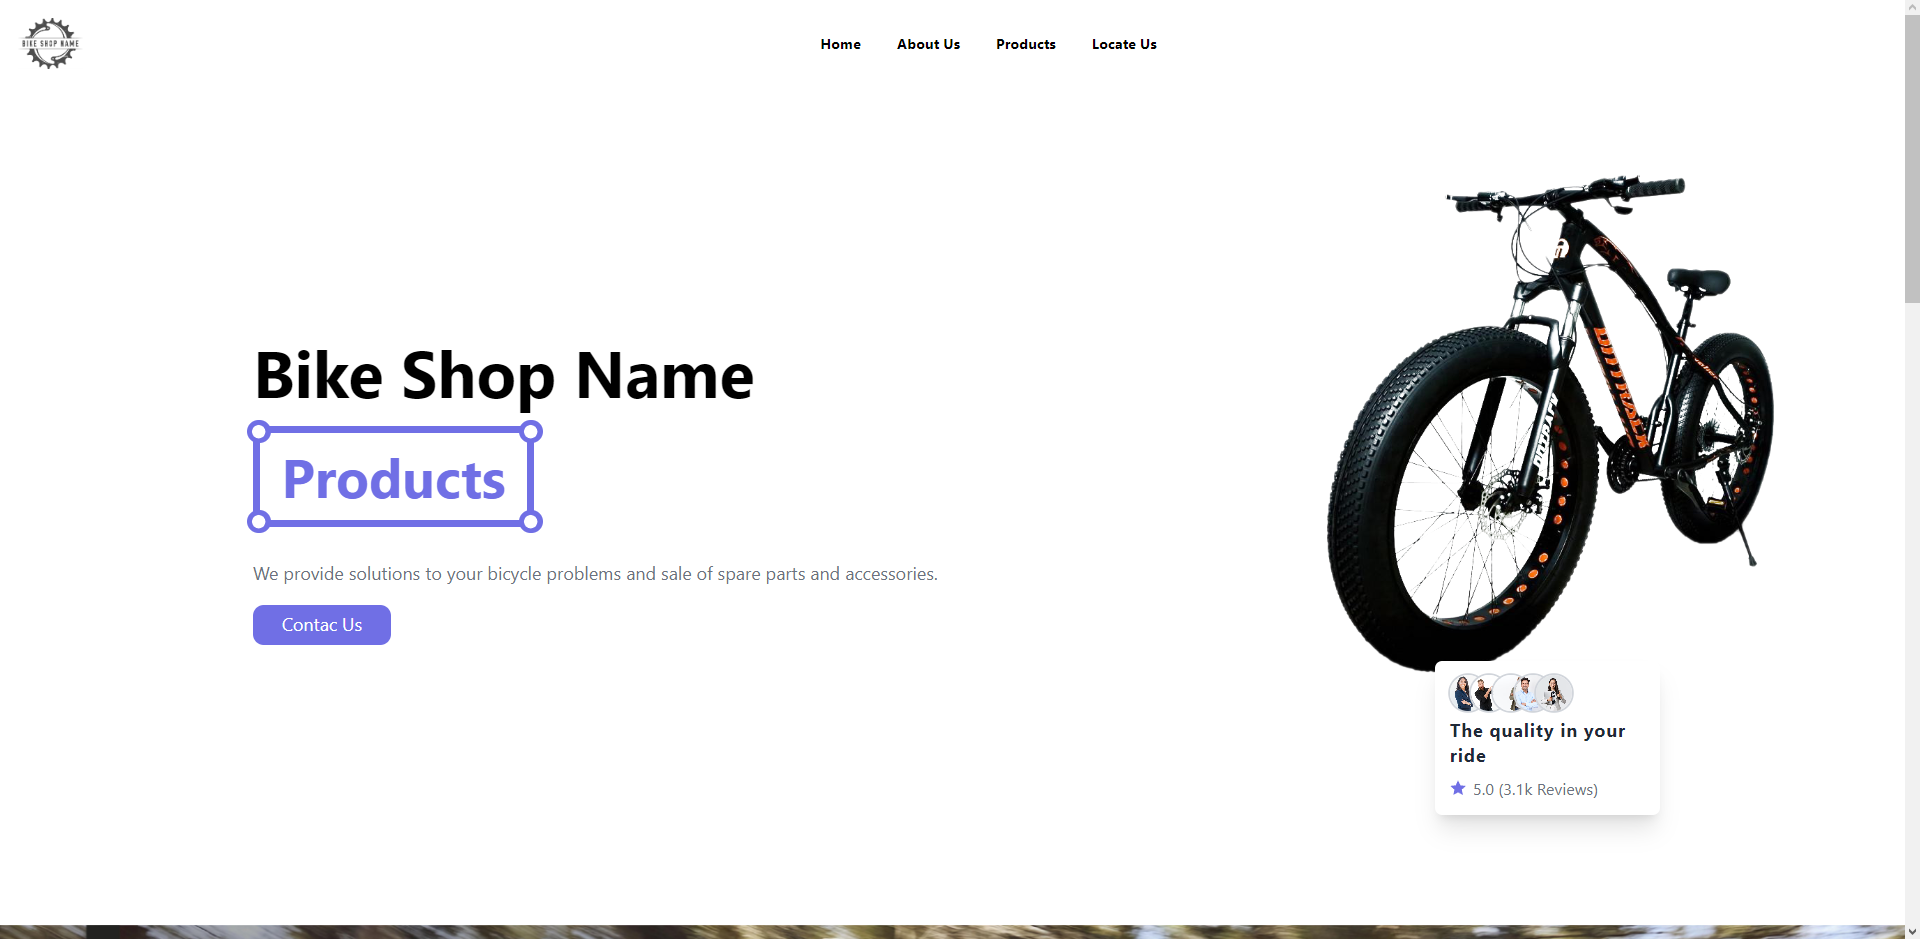 BIKE SHOP NAME
Home
About Us
Products
Locate Us
Bike Shop Name
Products
We provide solutions to your bicycle problems and sale of spare parts and accessories.
Contac Us
The quality in your
ride
5.0 (3.1k Reviews)